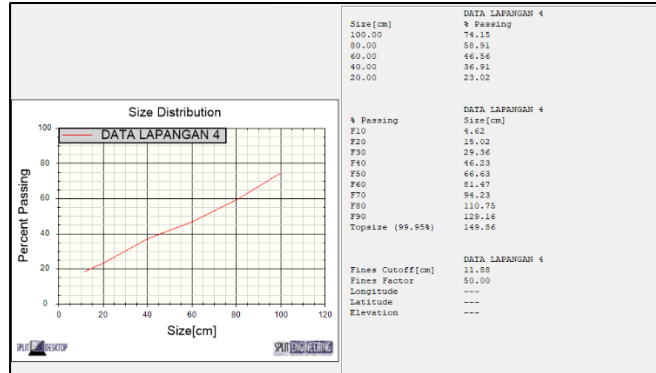 Size Distribution
DATA LAPANGAN 4
Percent Passing
100
80
60
40
20
0
0 20 40 60 80 100 120
Size[cm]
SPLIT DESKTOP
SPLIT ENGINEERING
DATA LAPANGAN 4
Size[cm] % Passing
100.00 74.15
80.00 58.91
60.00 46.56
40.00 36.91
20.00 23.02
DATA LAPANGAN 4
% Passing Size[cm]
F10 4.62
F20 15.02
F30 29.36
F40 46.23
F50 66.63
F60 81.47
F70 94.23
F80 110.75
F90 129.16
Topsize (99.95%) 149.86
DATA LAPANGAN 4
Fines Cutoff[cm] 11.88
Fines Factor 50.00
Longitude ---
Latitude ---
Elevation ---